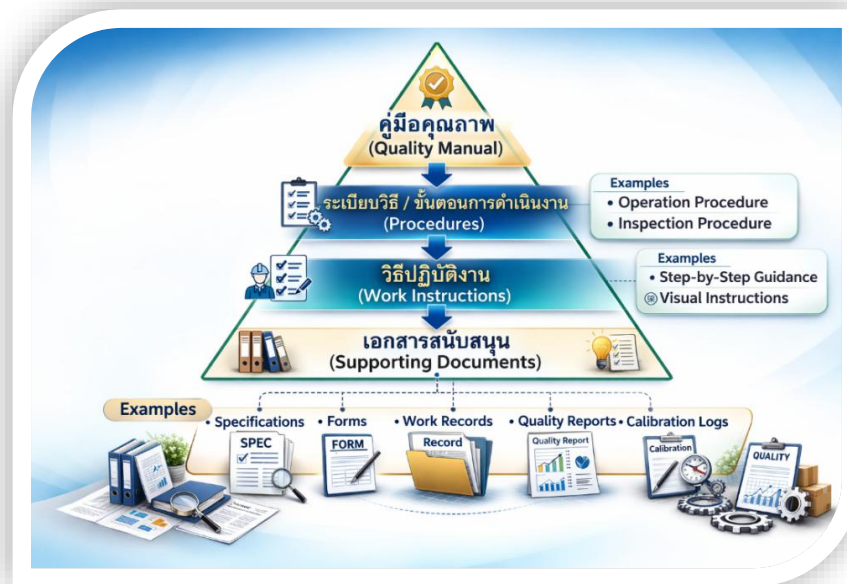 คู่มือคุณภาพ
(Quality Manual)
ระเบียบวิธี / ขั้นตอนการดำเนินงาน
(Procedures)
Examples
• Operation Procedure
• Inspection Procedure
วิธีปฏิบัติงาน
(Work Instructions)
Examples
• Step-by-Step Guidance
Visual Instructions
เอกสารสนับสนุน
(Supporting Documents)
Examples
• Specifications • Forms • Work Records • Quality Reports • Calibration Logs
SPEC
FORM
Record
Quality Report
Calibration
QUALITY